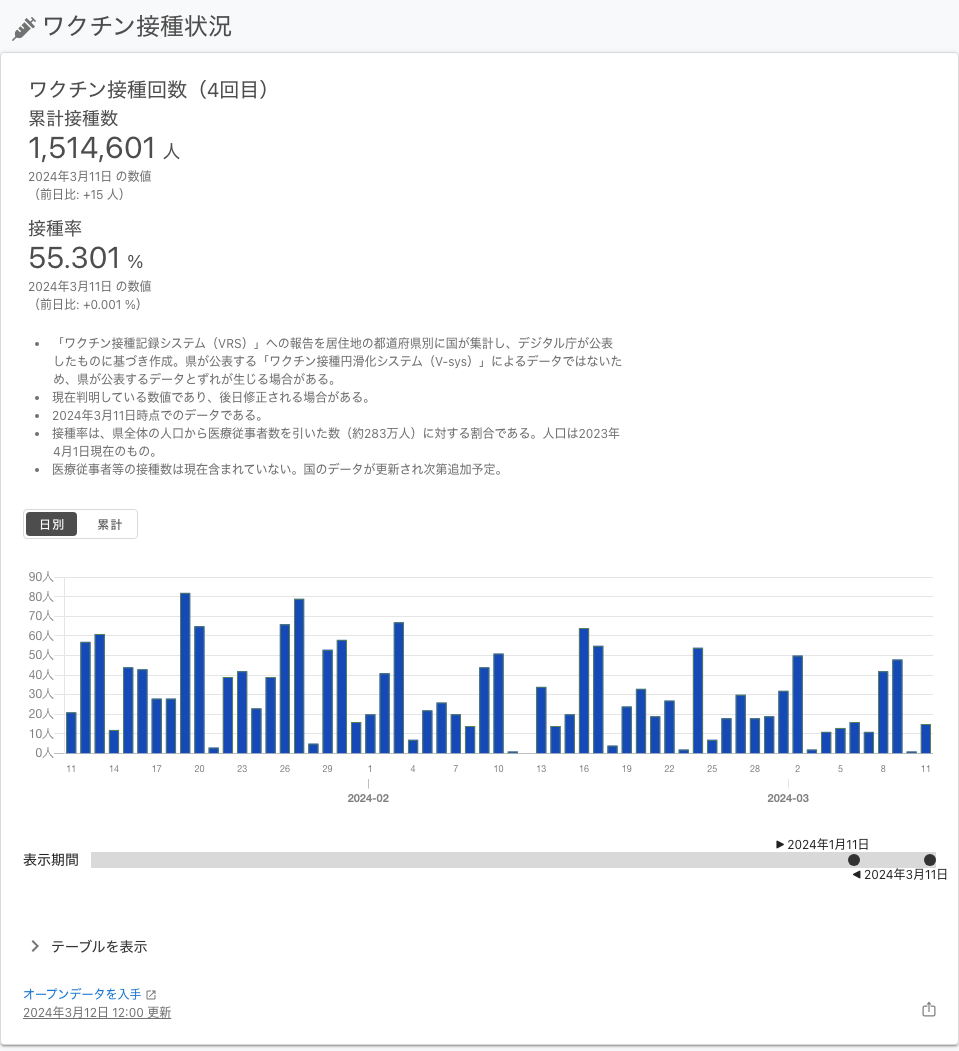 ワクチン接種状況
ワクチン接種回数（4回目）
累計接種数
1,514,601 人
2024年3月11日 の数値
（前日比: +15 人）
接種率
55.301 %
2024年3月11日 の数値
（前日比: +0.001 %）
• 「ワクチン接種記録システム（VRS）」への報告を居住地の都道府県別に国が集計し、デジタル庁が公表
したものに基づき作成。県が公表する「ワクチン接種円滑化システム（V-sys）」によるデータではないた
め、県が公表するデータとずれが生じる場合がある。
• 現在判明している数値であり、後日修正される場合がある。
• 2024年3月11日時点でのデータである。
• 接種率は、県全体の人口から医療従事者数を引いた数（約283万人）に対する割合である。人口は2023年
4月1日現在のもの。
• 医療従事者等の接種数は現在含まれていない。国のデータが更新され次第追加予定。
日別 累計
90人
80人
70人
60人
50人
40人
30人
20人
10人
0人
11 14 17 20 23 26 29 1 4 7 10 13 16 19 22 25 28 2 5 8 11
2024-02 2024-03
▶ 2024年1月11日
表示期間
◀ 2024年3月11日
テーブルを表示
オープンデータを入手
2024年3月12日 12:00 更新